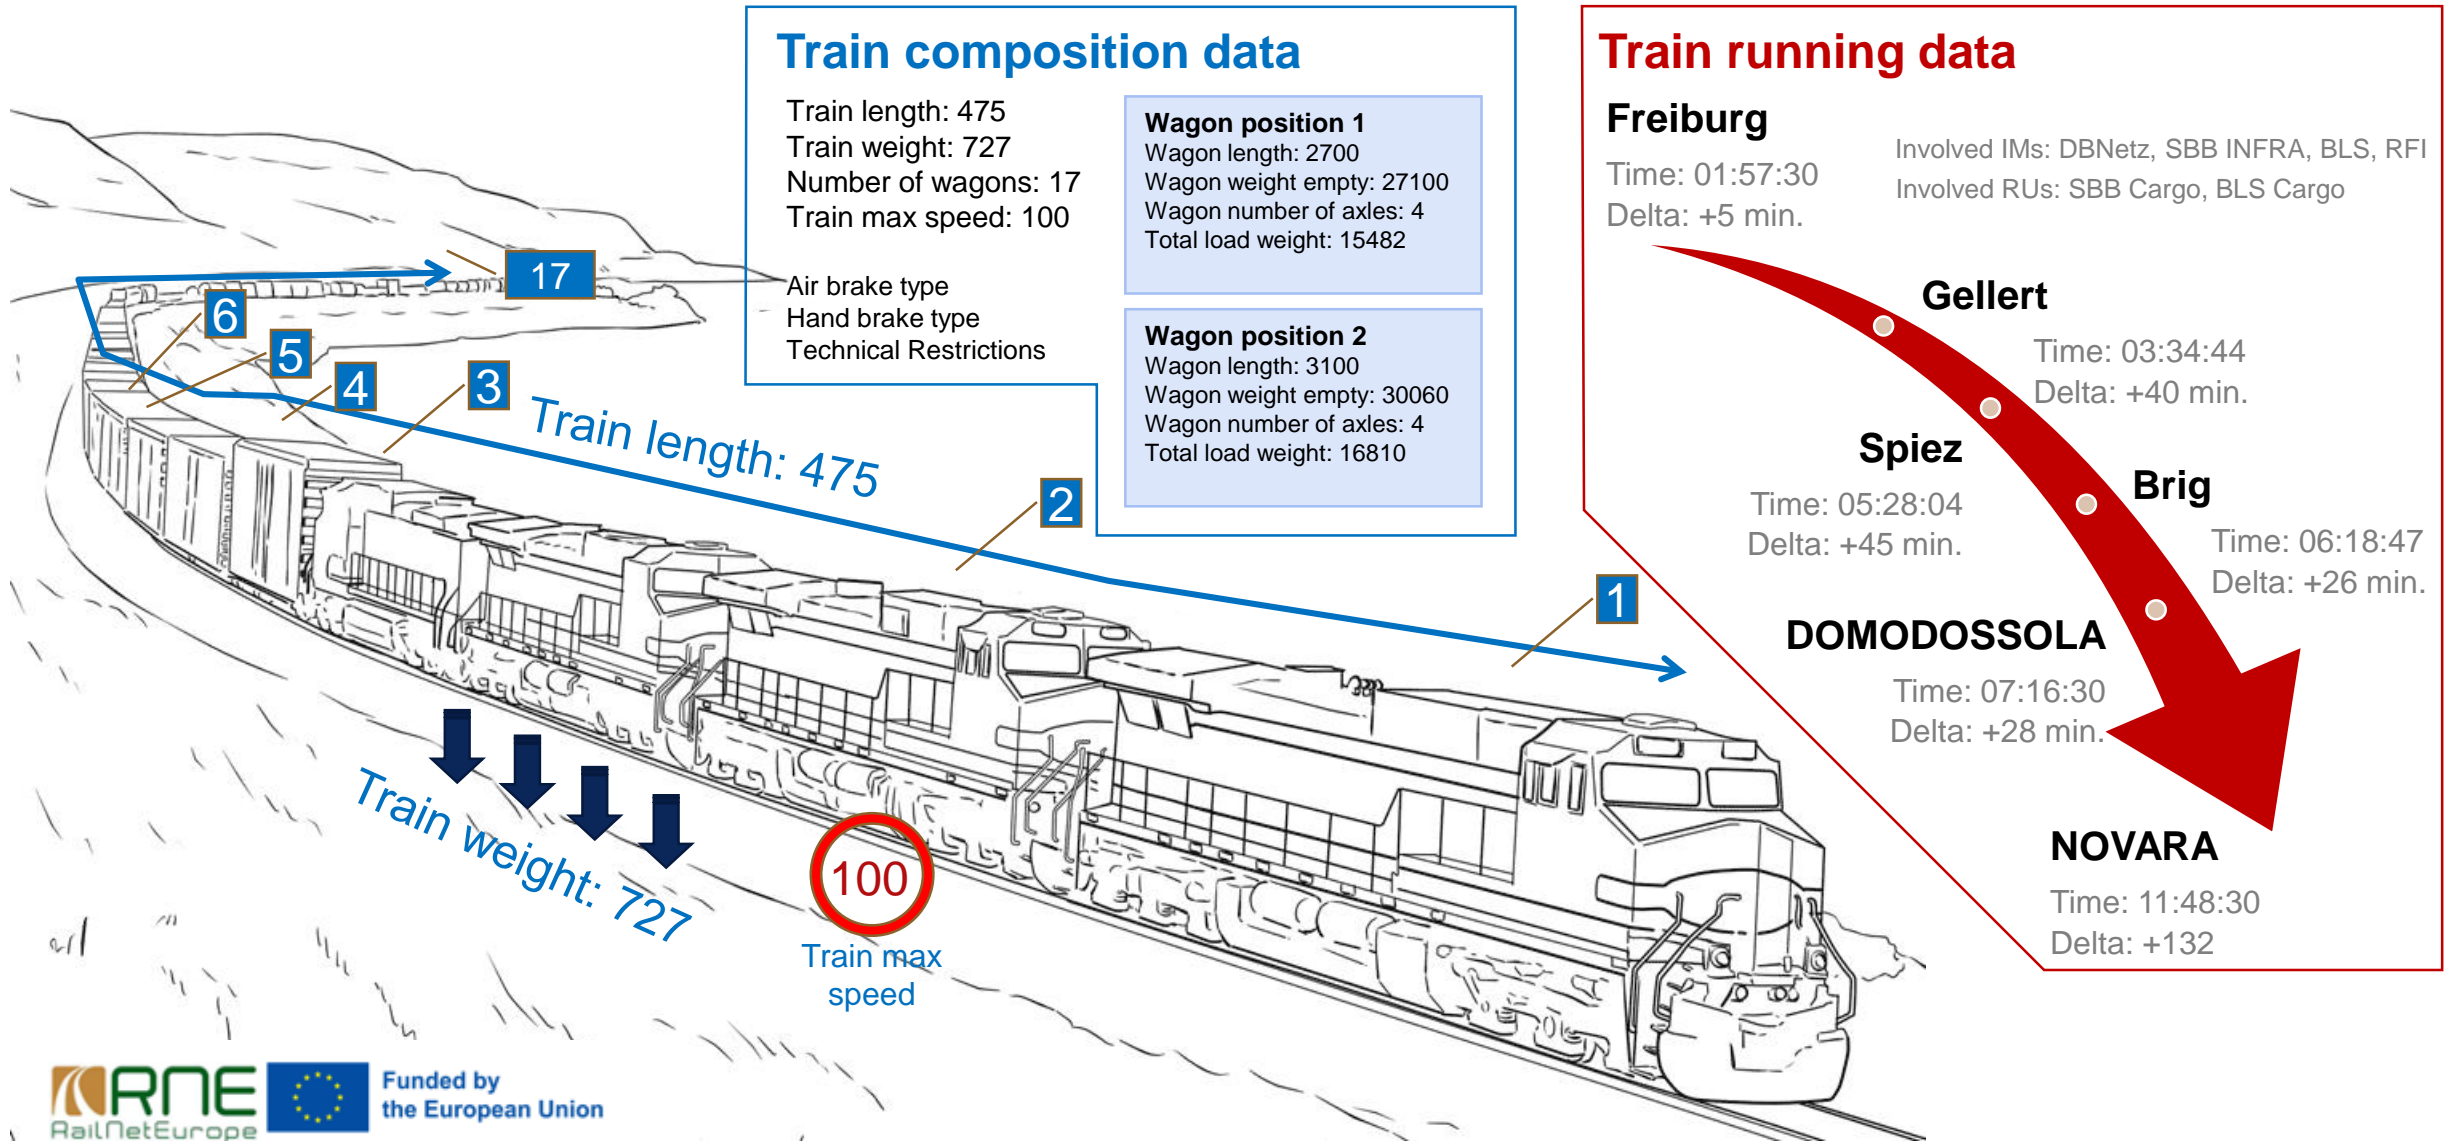 Train composition data
Train length: 475
Train weight: 727
Number of wagons: 17
Train max speed: 100
Air brake type
Hand brake type
Technical Restrictions
Wagon position 1
Wagon length: 2700
Wagon weight empty: 27100
Wagon number of axles: 4
Total load weight: 15482
Wagon position 2
Wagon length: 3100
Wagon weight empty: 30060
Wagon number of axles: 4
Total load weight: 16810
Train running data
Freiburg
Time: 01:57:30
Delta: +5 min.
Involved IMs: DBNetz, SBB INFRA, BLS, RFI
Involved RUs: SBB Cargo, BLS Cargo
Gellert
Time: 03:34:44
Delta: +40 min.
Spiez
Time: 05:28:04
Delta: +45 min.
Brig
Time: 06:18:47
Delta: +26 min.
DOMODOSSOLA
Time: 07:16:30
Delta: +28 min.
NOVARA
Time: 11:48:30
Delta: +132
17
6
5
4
3
2
1
Train length: 475
Train weight: 727
100
Train max
speed
RNE
RailNetEurope
Funded by
the European Union